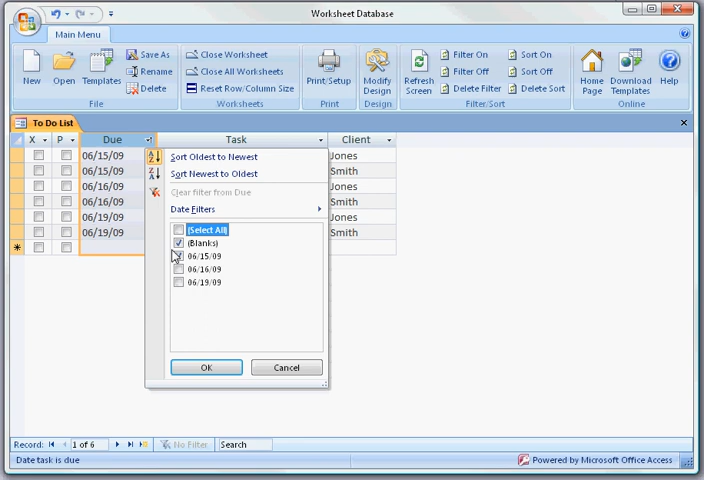 Worksheet Database
Main Menu
New
Open
Templates
Save As
Rename
Delete
File
Close Worksheet
Close All Worksheets
Reset Row/Column Size
Worksheets
Print/Setup
Print
Modify
Design
Design
Refresh
Screen
Filter On
Filter Off
Delete Filter
Sort On
Sort Off
Delete Sort
Filter/Sort
Home
Page
Download
Templates
Help
Online
To Do List
X P Due Task Client
06/15/09 Jones
06/15/09 Smith
06/16/09 Jones
06/16/09 Smith
06/19/09 Jones
06/19/09 Smith
Sort Oldest to Newest
Sort Newest to Oldest
Clear filter from Due
Date Filters
(Select All)
(Blanks)
06/15/09
06/16/09
06/19/09
OK Cancel
Record: 1 of 6 No Filter Search
Date task is due Powered by Microsoft Office Access